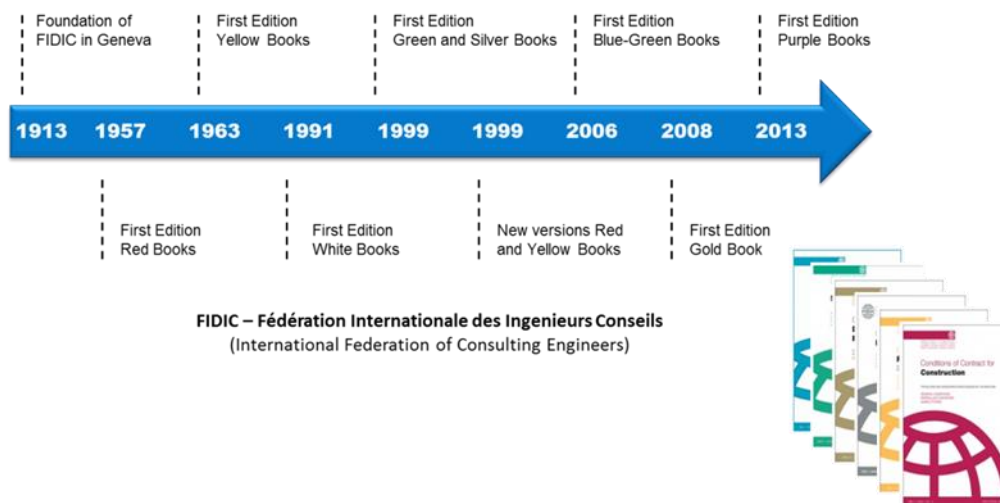 Foundation of
FIDIC in Geneva
First Edition
Yellow Books
First Edition
Green and Silver Books
First Edition
Blue-Green Books
First Edition
Purple Books
1913 1957 1963 1991 1999 1999 2006 2008 2013
First Edition
Red Books
First Edition
White Books
New versions Red
and Yellow Books
First Edition
Gold Book
FIDIC – Fédération Internationale des Ingenieurs Conseils
(International Federation of Consulting Engineers)
Conditions of Contract for
Construction